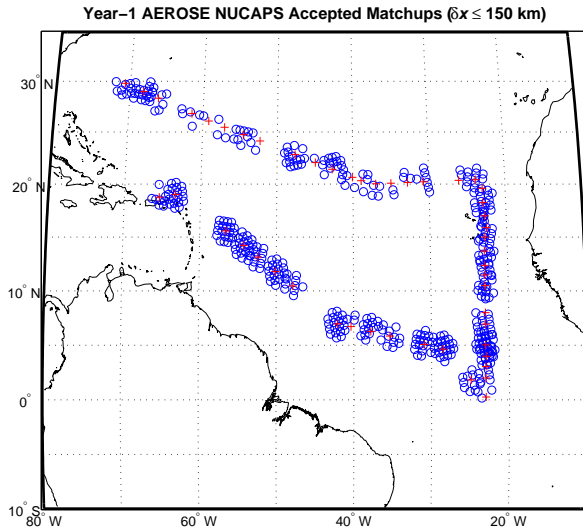 Year−1 AEROSE NUCAPS Accepted Matchups (δx ≤ 150 km)
30° N
20° N
10° N
0°
10° S
80° W
60° W
40° W
20° W